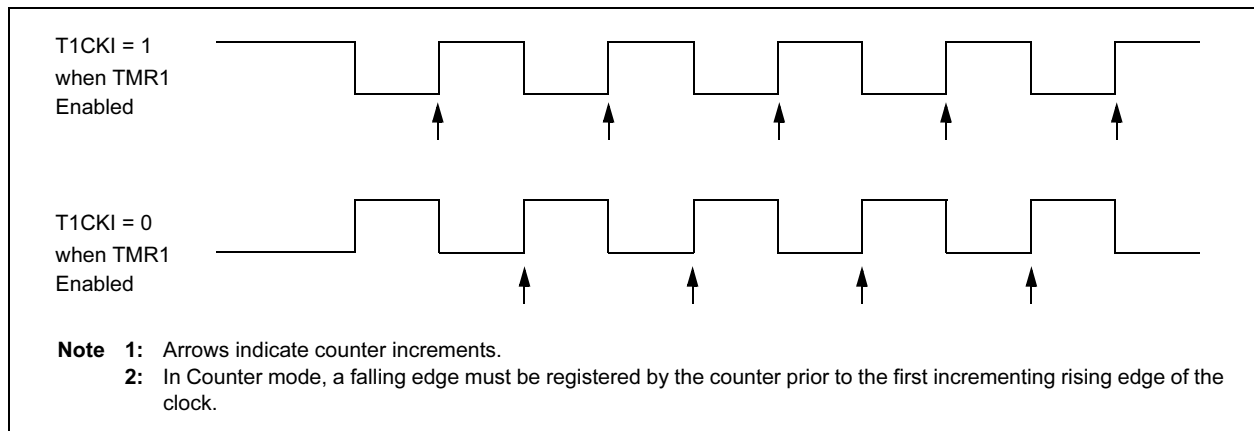 T1CKI = 1
when TMR1
Enabled
T1CKI = 0
when TMR1
Enabled
Note 1: Arrows indicate counter increments.
2: In Counter mode, a falling edge must be registered by the counter prior to the first incrementing rising edge of the
clock.